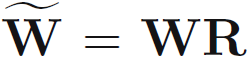 W̃ = WR